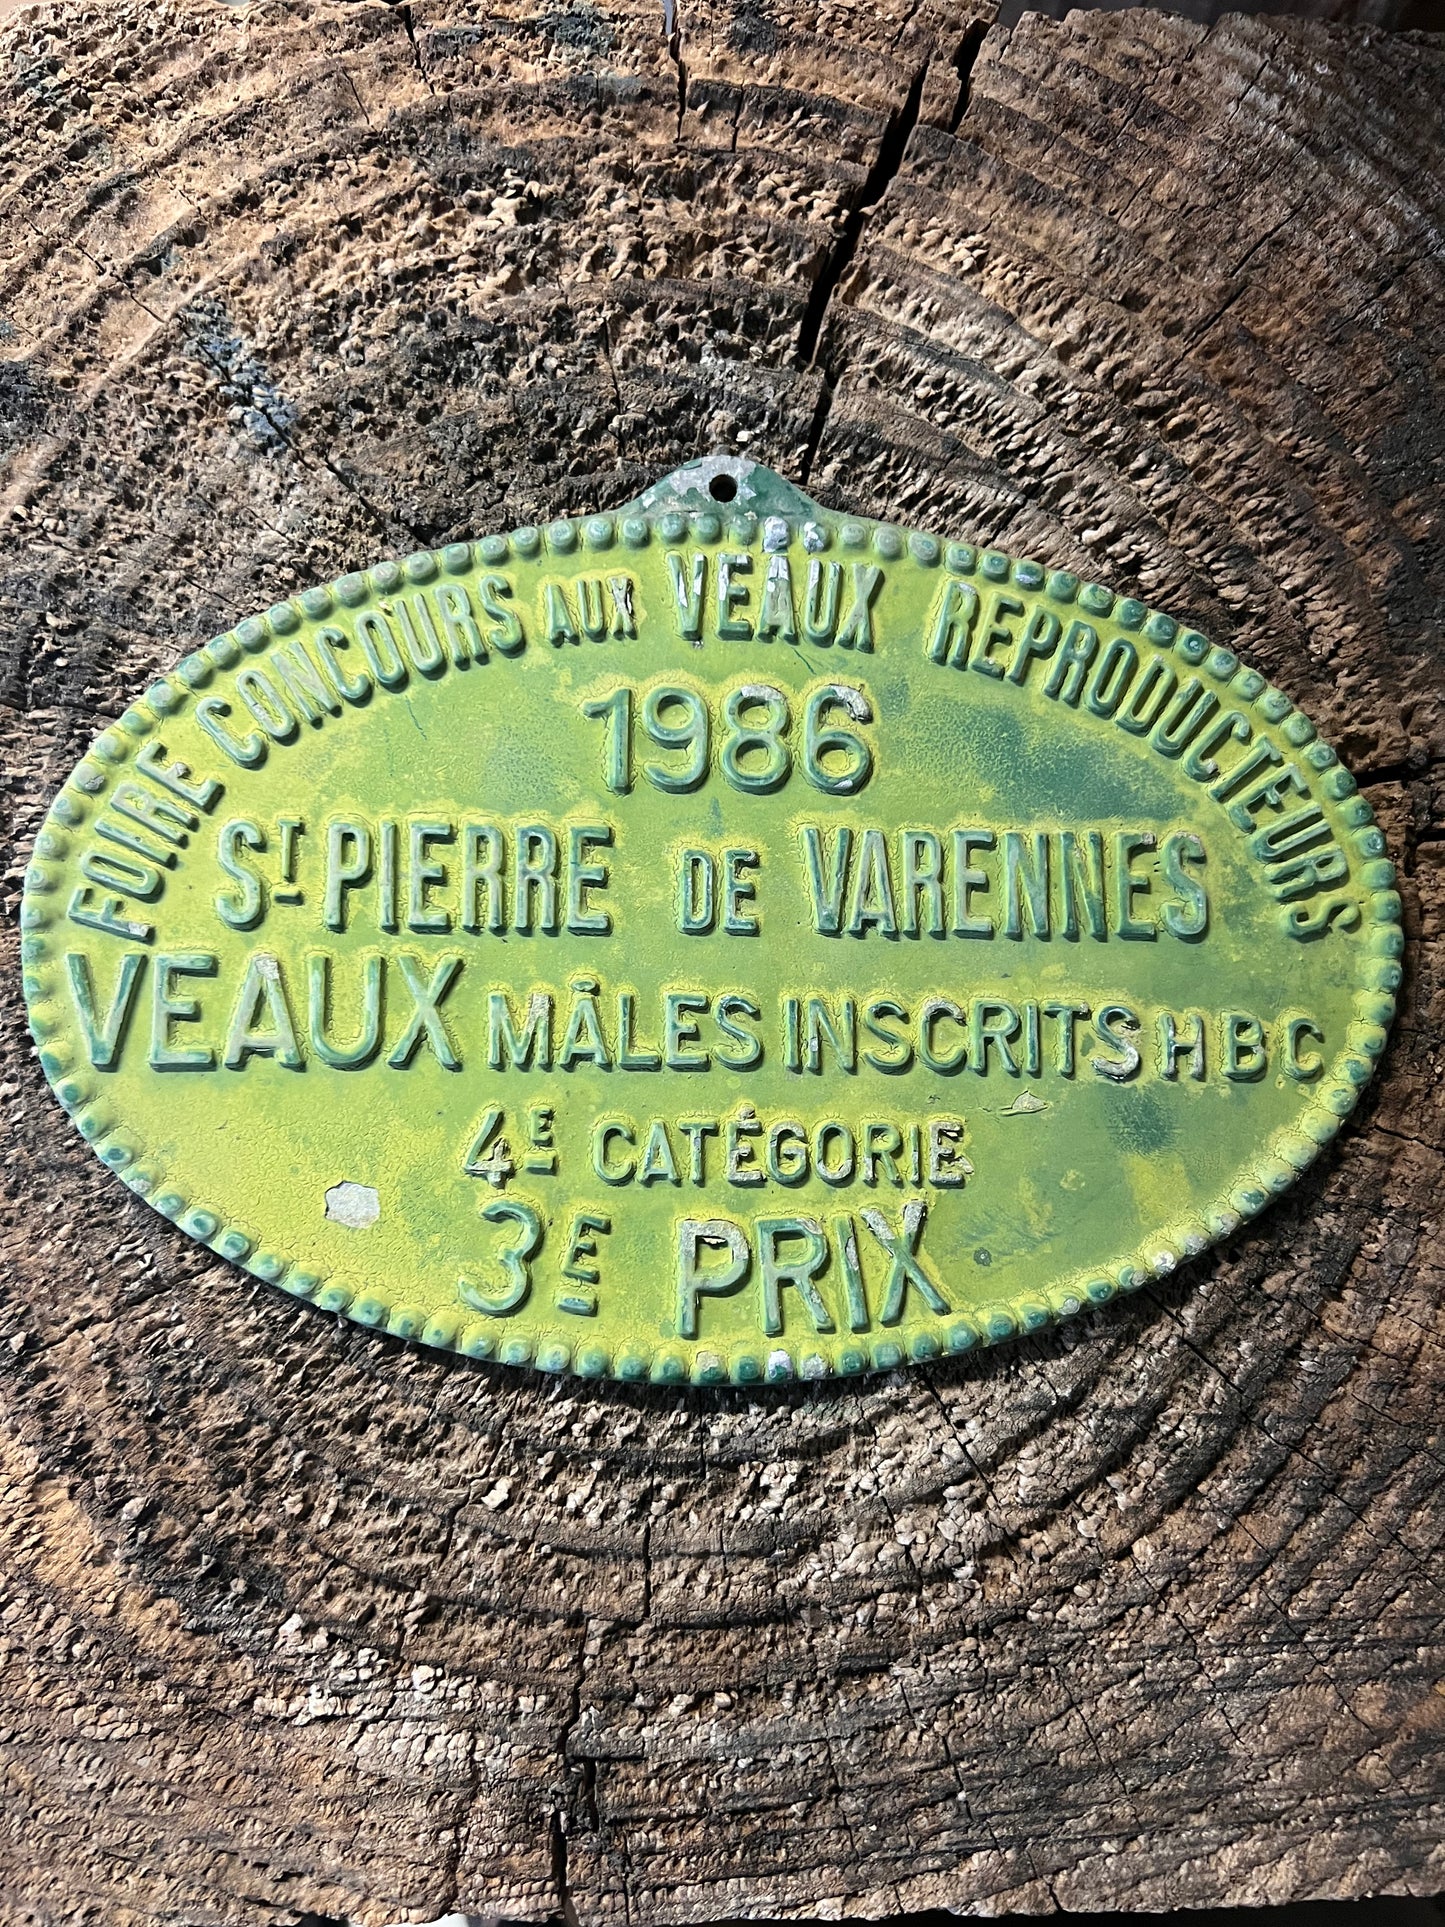 FOIRE CONCOURS AUX VEAUX REPRODUCTEURS
1986
ST PIERRE DE VARENNES
VEAUX MÂLES INSCRITS HBC
4E CATÉGORIE
3E PRIX